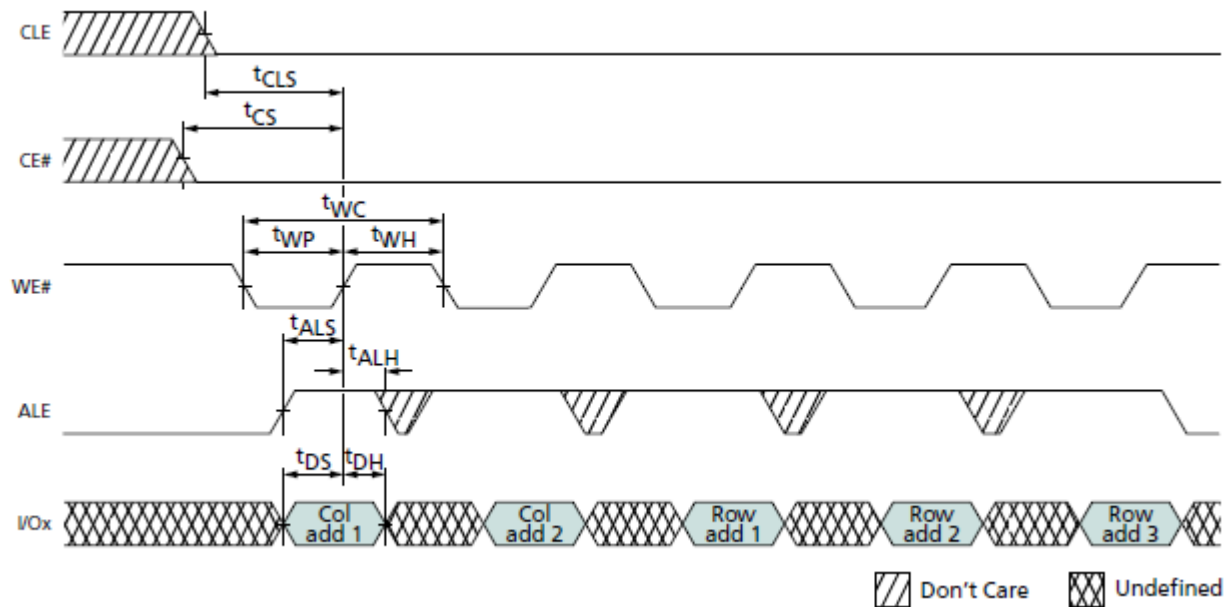 CLE
tCLS
tCS
CE#
tWC
tWP tWH
WE#
tALS
tALH
ALE
tDS tDH
I/Ox
Col add 1
Col add 2
Row add 1
Row add 2
Row add 3
Don't Care
Undefined